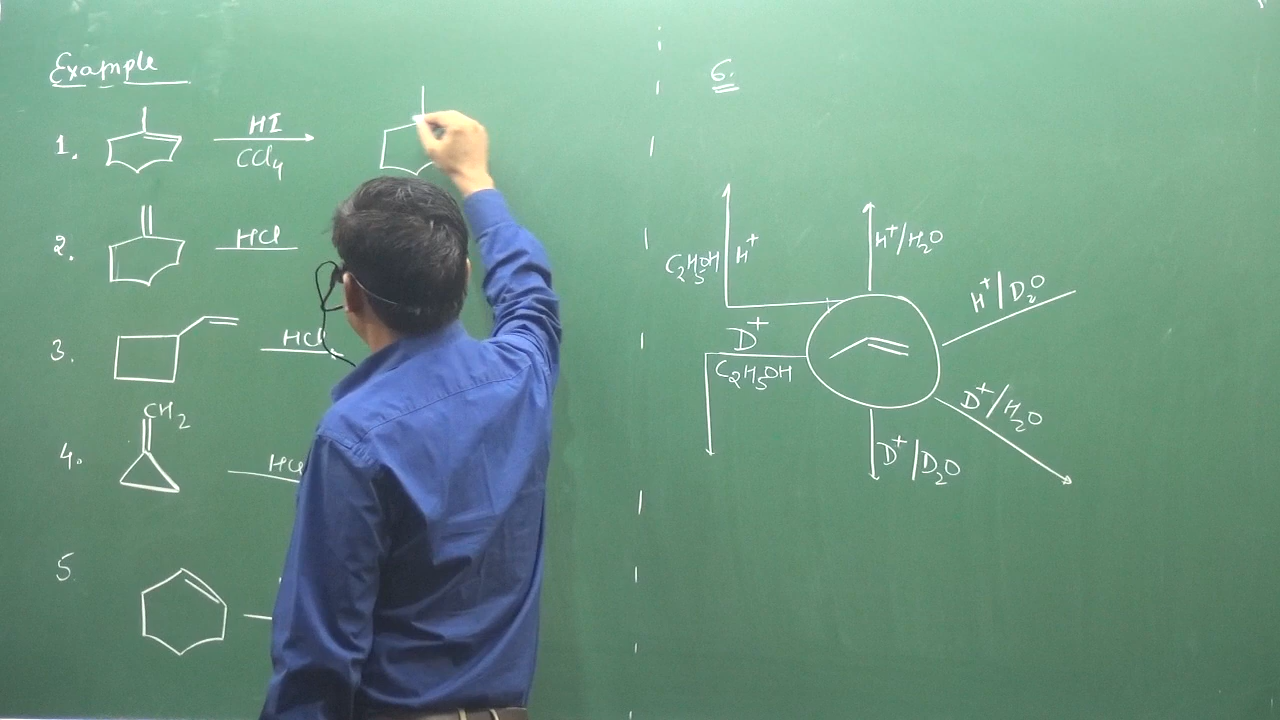 Example
1. HI
CCl4
2. HCl
3. HCl
4. CH2
HCl
5
6.
C2H5OH H+
H+/H2O
H+/D2O
D+
C2H5OH
D+/H2O
D+/D2O